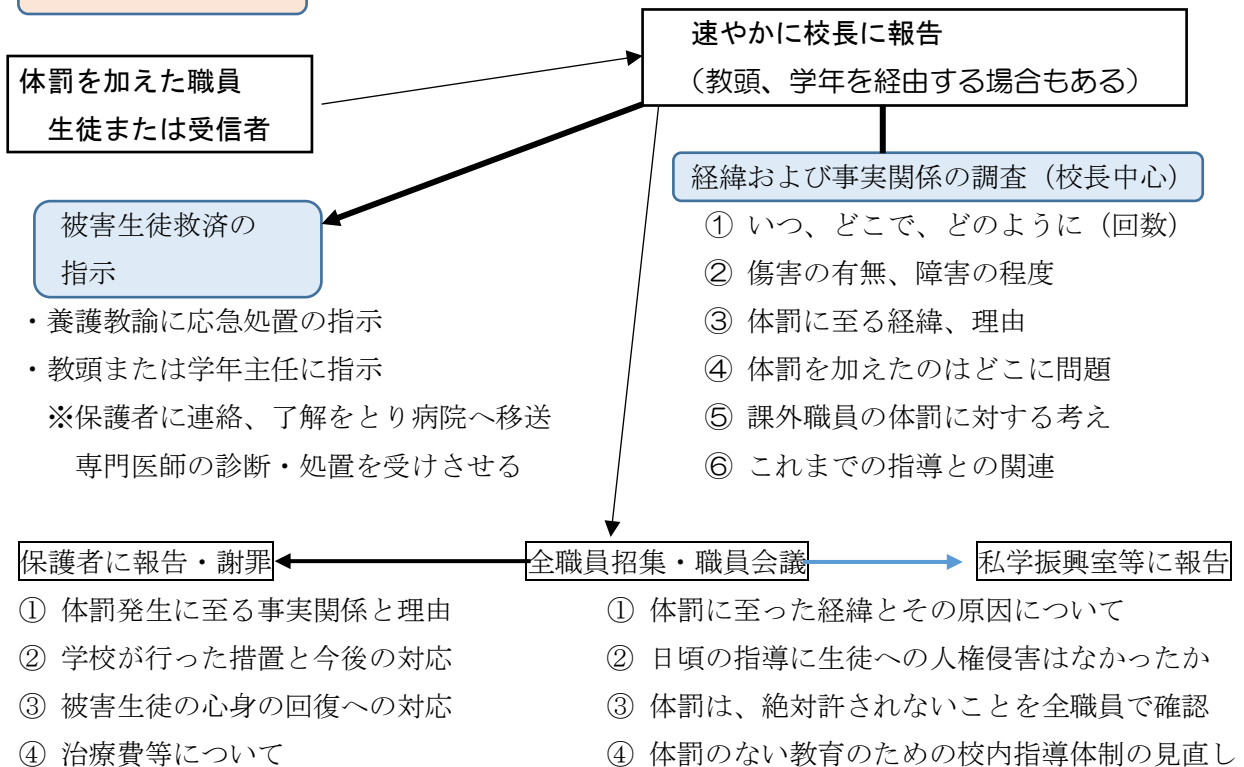 速やかに校長に報告
（教頭、学年を経由する場合もある）
体罰を加えた職員
生徒または受信者
経緯および事実関係の調査（校長中心）
① いつ、どこで、どのように（回数）
② 傷害の有無、障害の程度
③ 体罰に至る経緯、理由
④ 体罰を加えたのはどこに問題
⑤ 課外職員の体罰に対する考え
⑥ これまでの指導との関連
被害生徒救済の
指示
・養護教諭に応急処置の指示
・教頭または学年主任に指示
※保護者に連絡、了解をとり病院へ移送
専門医師の診断・処置を受けさせる
保護者に報告・謝罪
① 体罰発生に至る事実関係と理由
② 学校が行った措置と今後の対応
③ 被害生徒の心身の回復への対応
④ 治療費等について
全職員招集・職員会議
① 体罰に至った経緯とその原因について
② 日頃の指導に生徒への人権侵害はなかったか
③ 体罰は、絶対許されないことを全職員で確認
④ 体罰のない教育のための校内指導体制の見直し
私学振興室等に報告